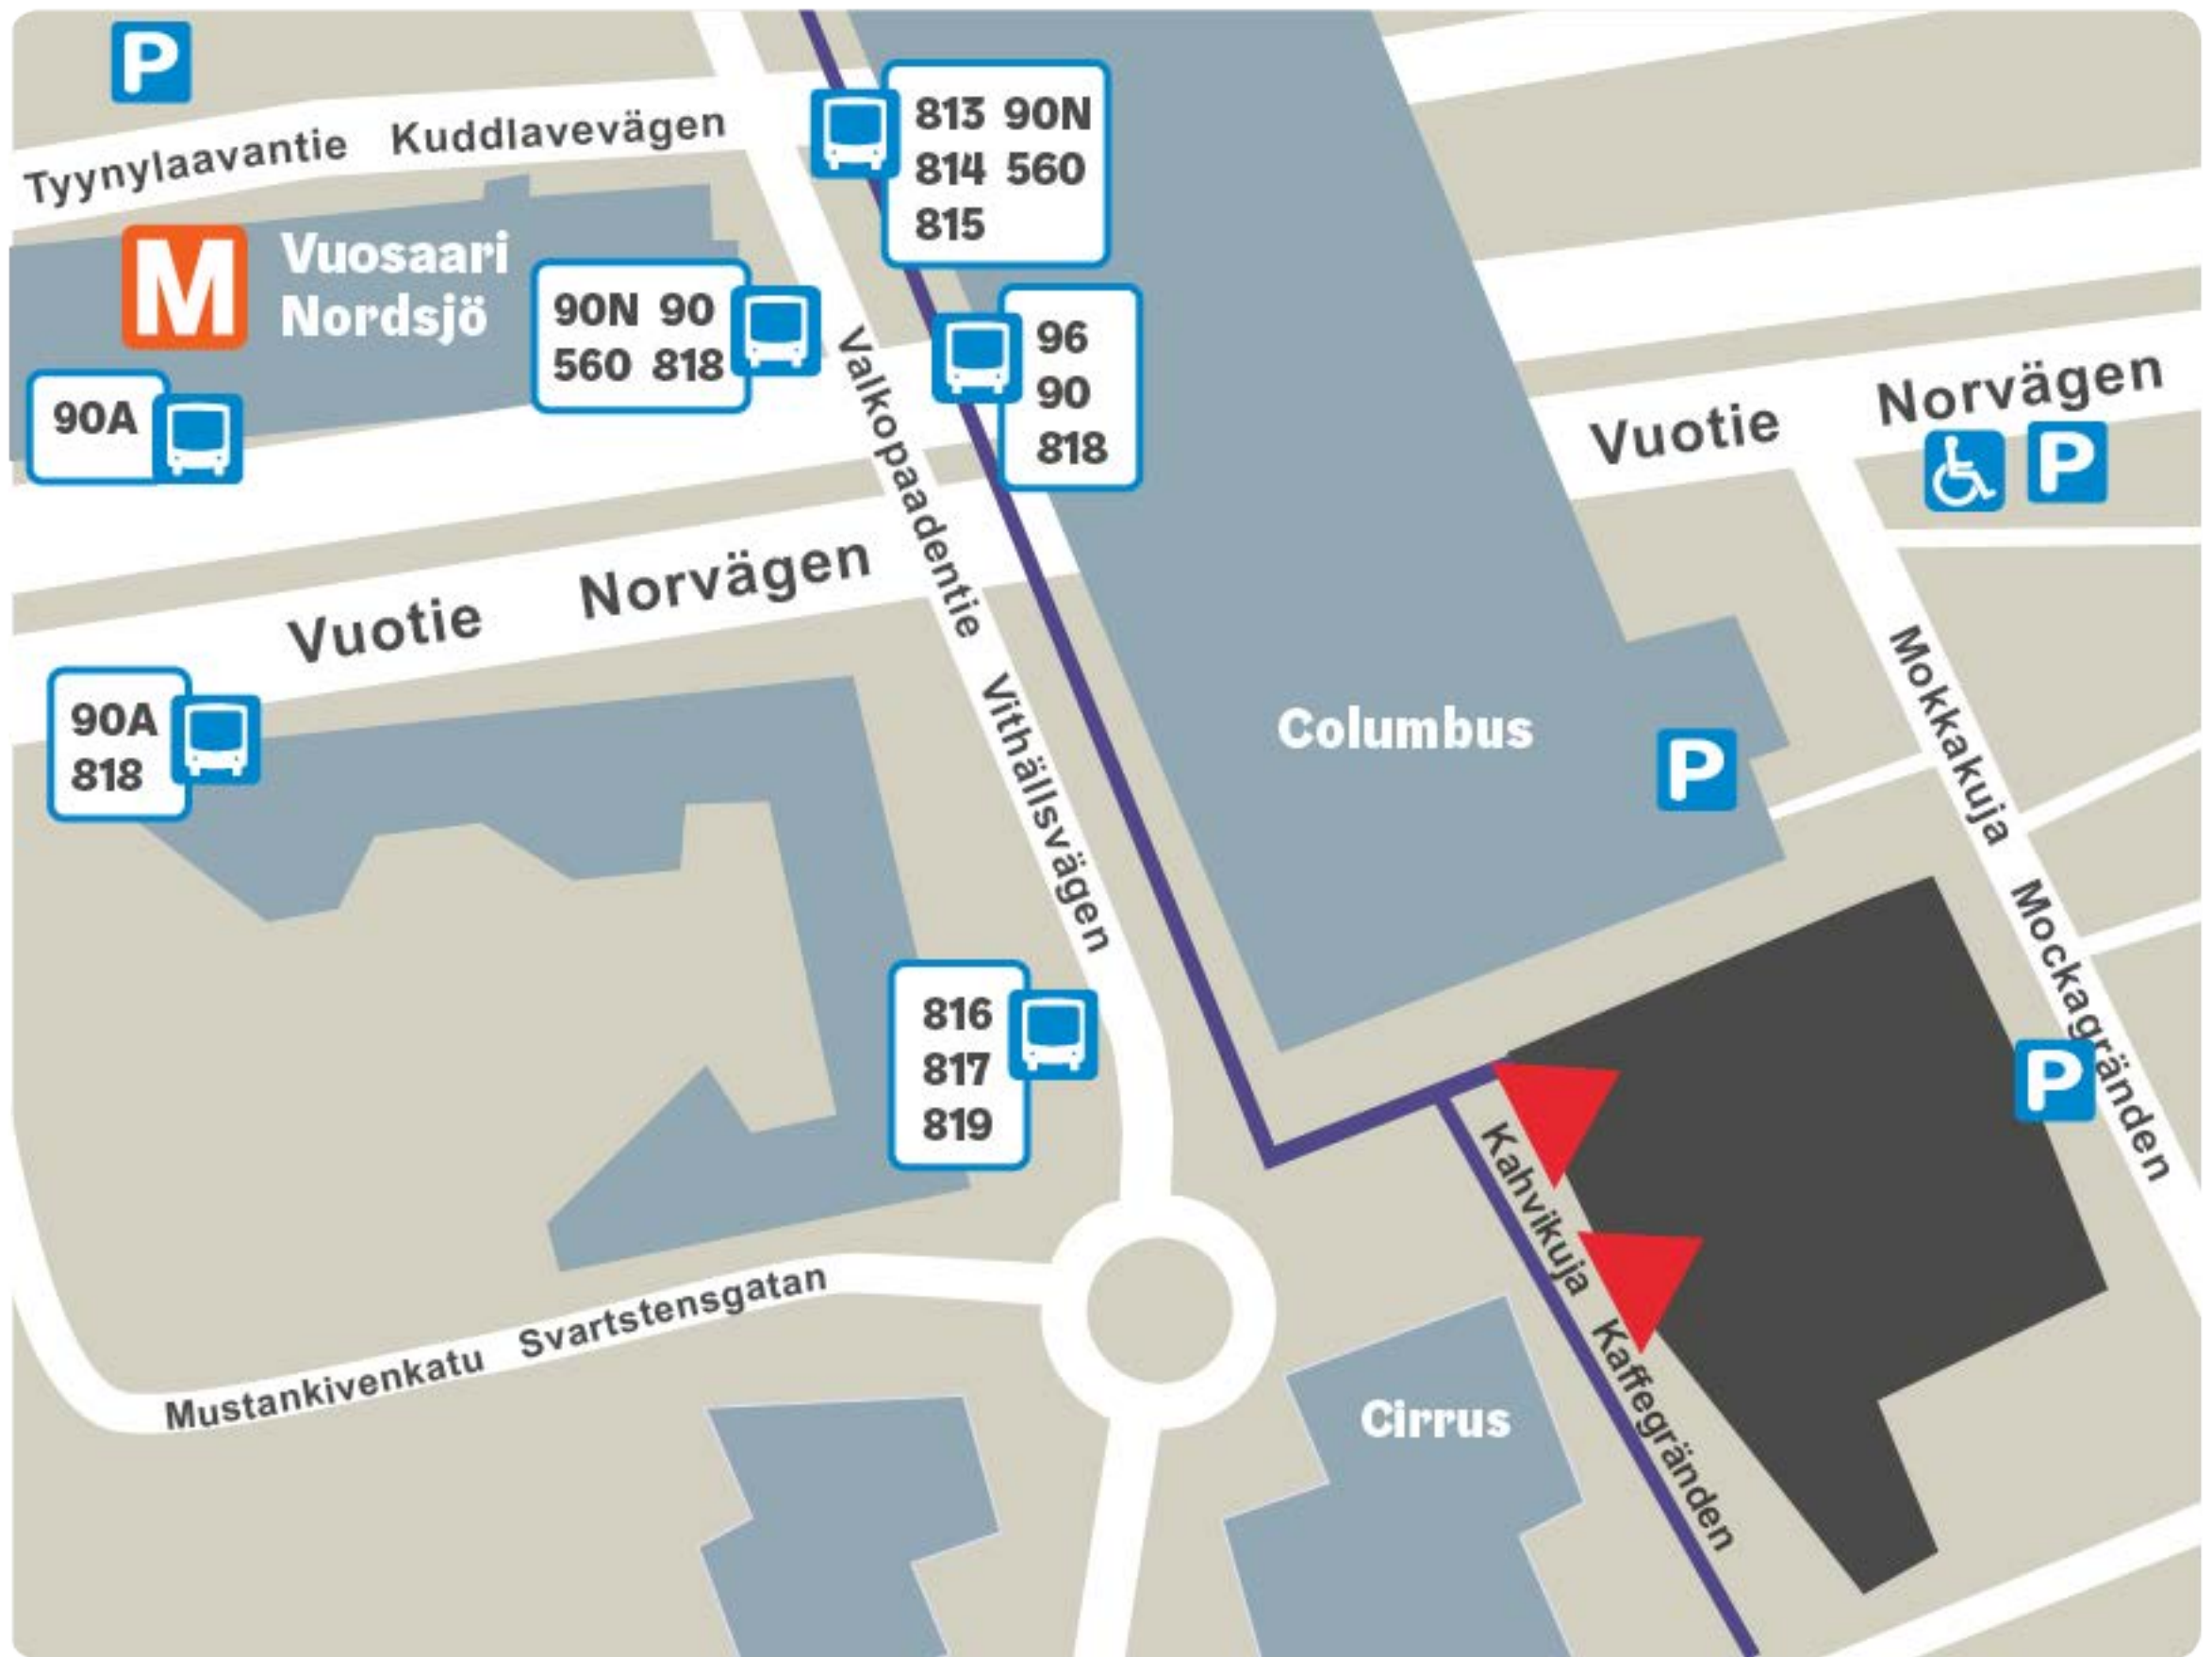 P
Tyynylaavantie Kuddlavevägen
813 90N
814 560
815
M
Vuosaari
Nordsjö
90N 90
560 818
96
90
818
90A
Valkopaadentie Vithällsvägen
Vuotie Norvägen
P
Vuotie Norvägen
90A
818
Columbus
P
Mokkakuja Mockagränden
816
817
819
P
Kahvikuja Kaffegränden
Mustankivenkatu Svartstensgatan
Cirrus